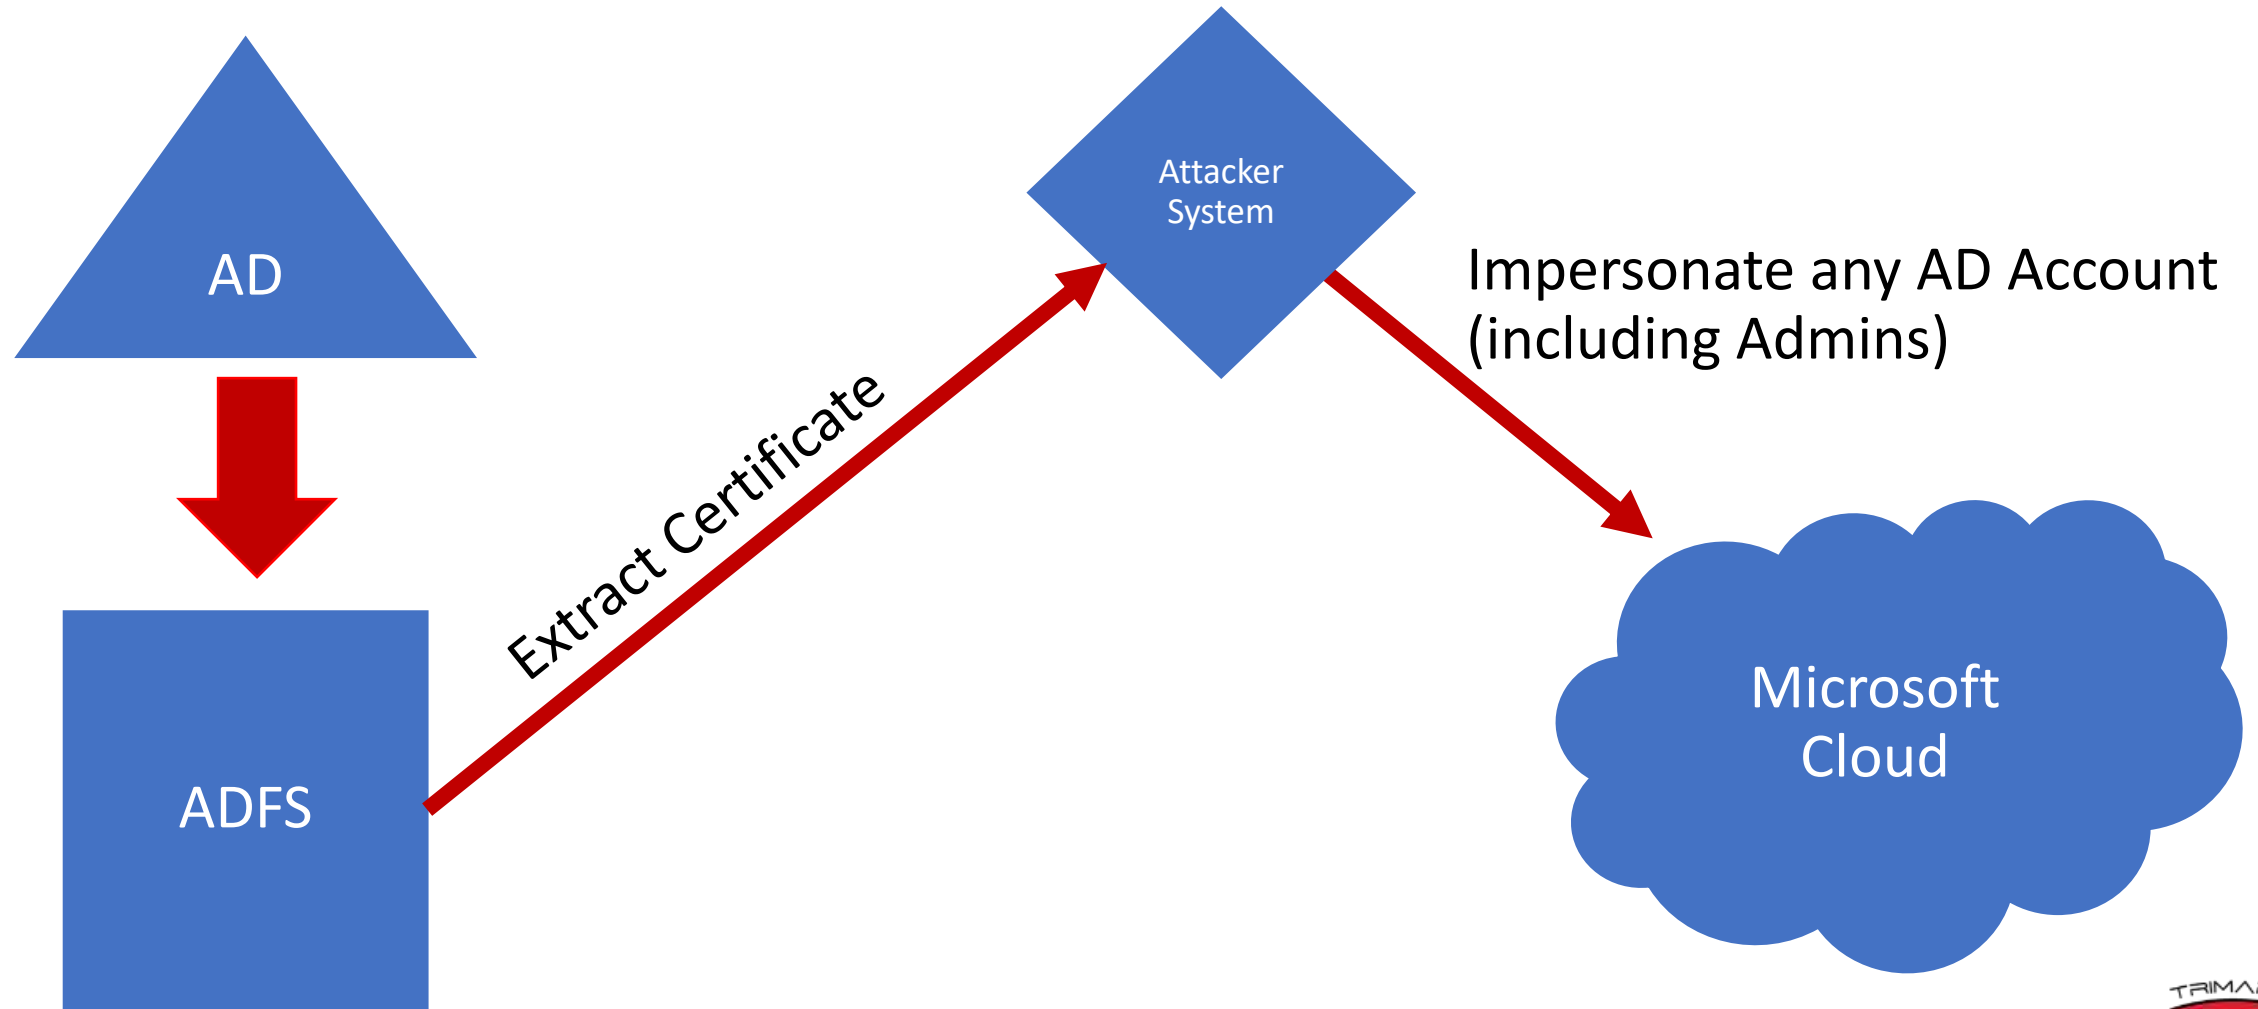 AD
Attacker
System
Impersonate any AD Account
(including Admins)
Extract Certificate
Microsoft
Cloud
ADFS